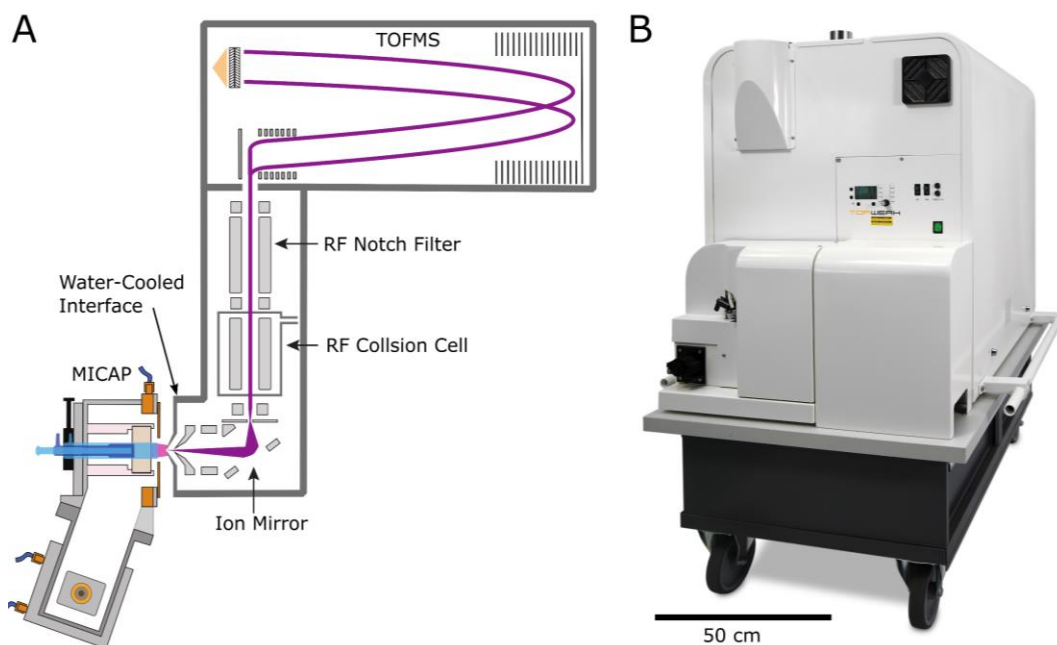 A
TOFMS
RF Notch Filter
Water-Cooled
Interface
RF Collsion Cell
MICAP
Ion Mirror
B
TOFWERK
50 cm